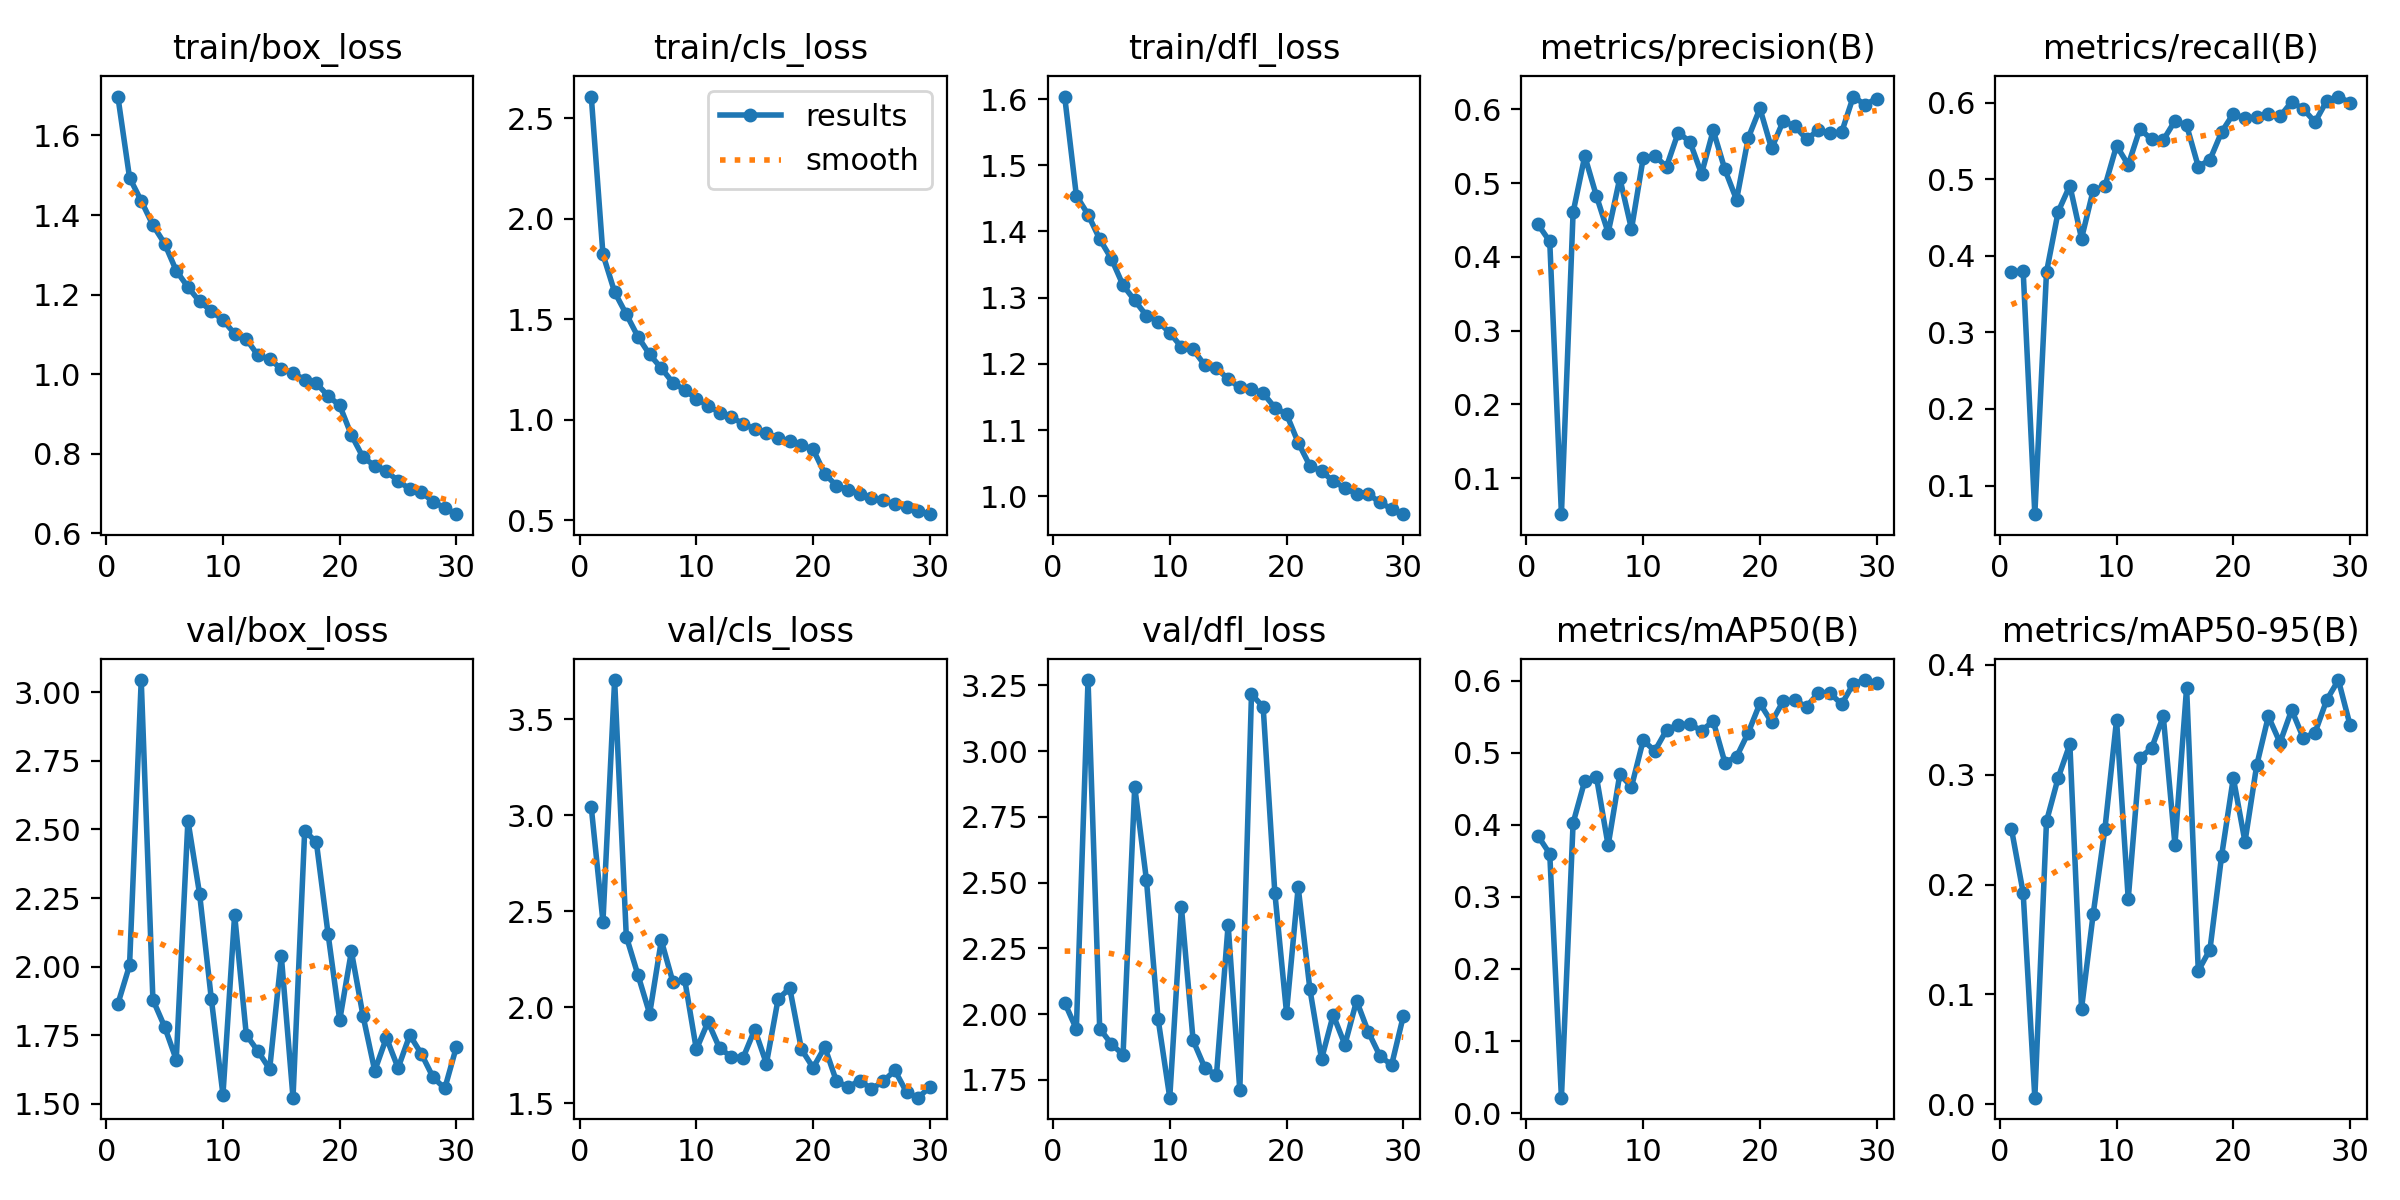 train/box_loss
train/cls_loss
train/dfl_loss
metrics/precision(B)
metrics/recall(B)
1.6
1.4
1.2
1.0
0.8
0.6
0 10 20 30
results
smooth
2.5
2.0
1.5
1.0
0.5
0 10 20 30
1.6
1.5
1.4
1.3
1.2
1.1
1.0
0 10 20 30
0.6
0.5
0.4
0.3
0.2
0.1
0 10 20 30
0.6
0.5
0.4
0.3
0.2
0.1
0 10 20 30
val/box_loss
val/cls_loss
val/dfl_loss
metrics/mAP50(B)
metrics/mAP50-95(B)
3.00
2.75
2.50
2.25
2.00
1.75
1.50
0 10 20 30
3.5
3.0
2.5
2.0
1.5
0 10 20 30
3.25
3.00
2.75
2.50
2.25
2.00
1.75
0 10 20 30
0.6
0.5
0.4
0.3
0.2
0.1
0.0
0 10 20 30
0.4
0.3
0.2
0.1
0.0
0 10 20 30